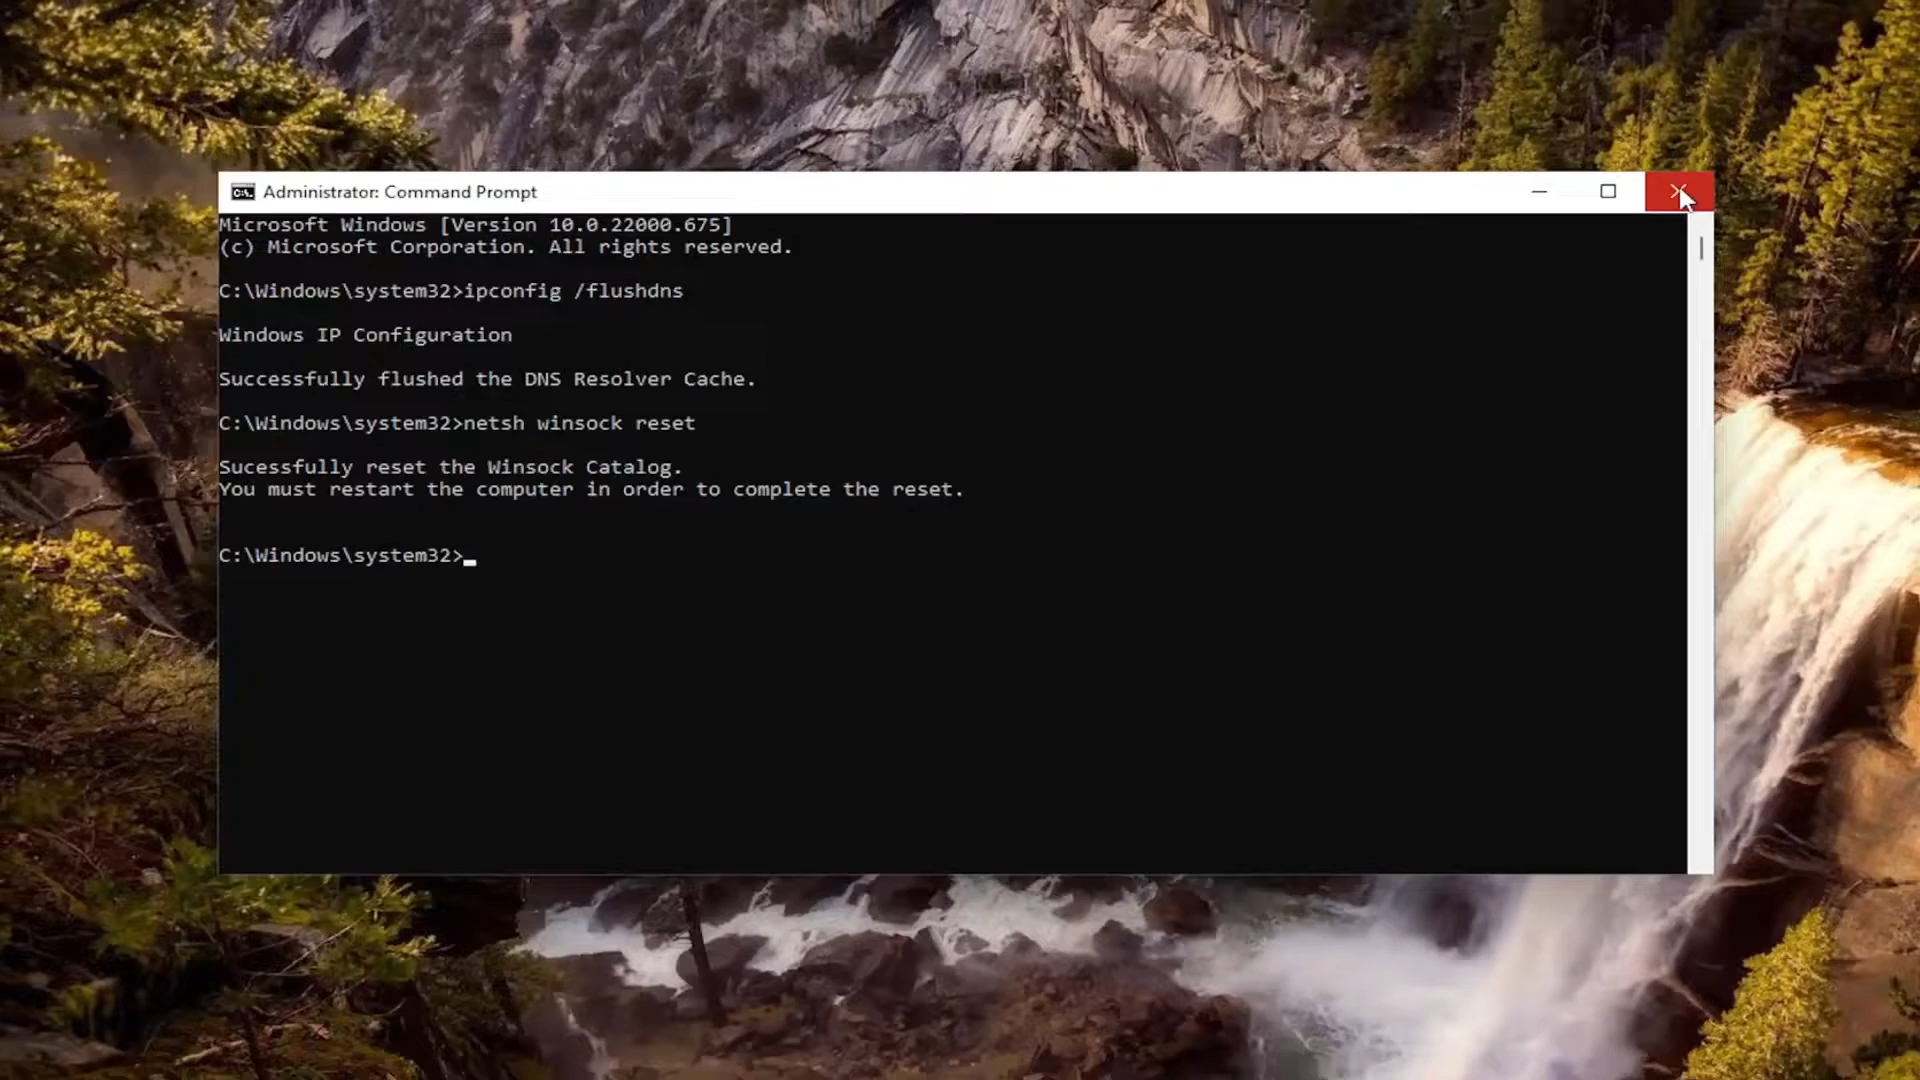 Administrator: Command Prompt
Microsoft Windows [Version 10.0.22000.675]
(c) Microsoft Corporation. All rights reserved.
C:\Windows\system32>ipconfig /flushdns
Windows IP Configuration
Successfully flushed the DNS Resolver Cache.
C:\Windows\system32>netsh winsock reset
Sucessfully reset the Winsock Catalog.
You must restart the computer in order to complete the reset.
C:\Windows\system32>